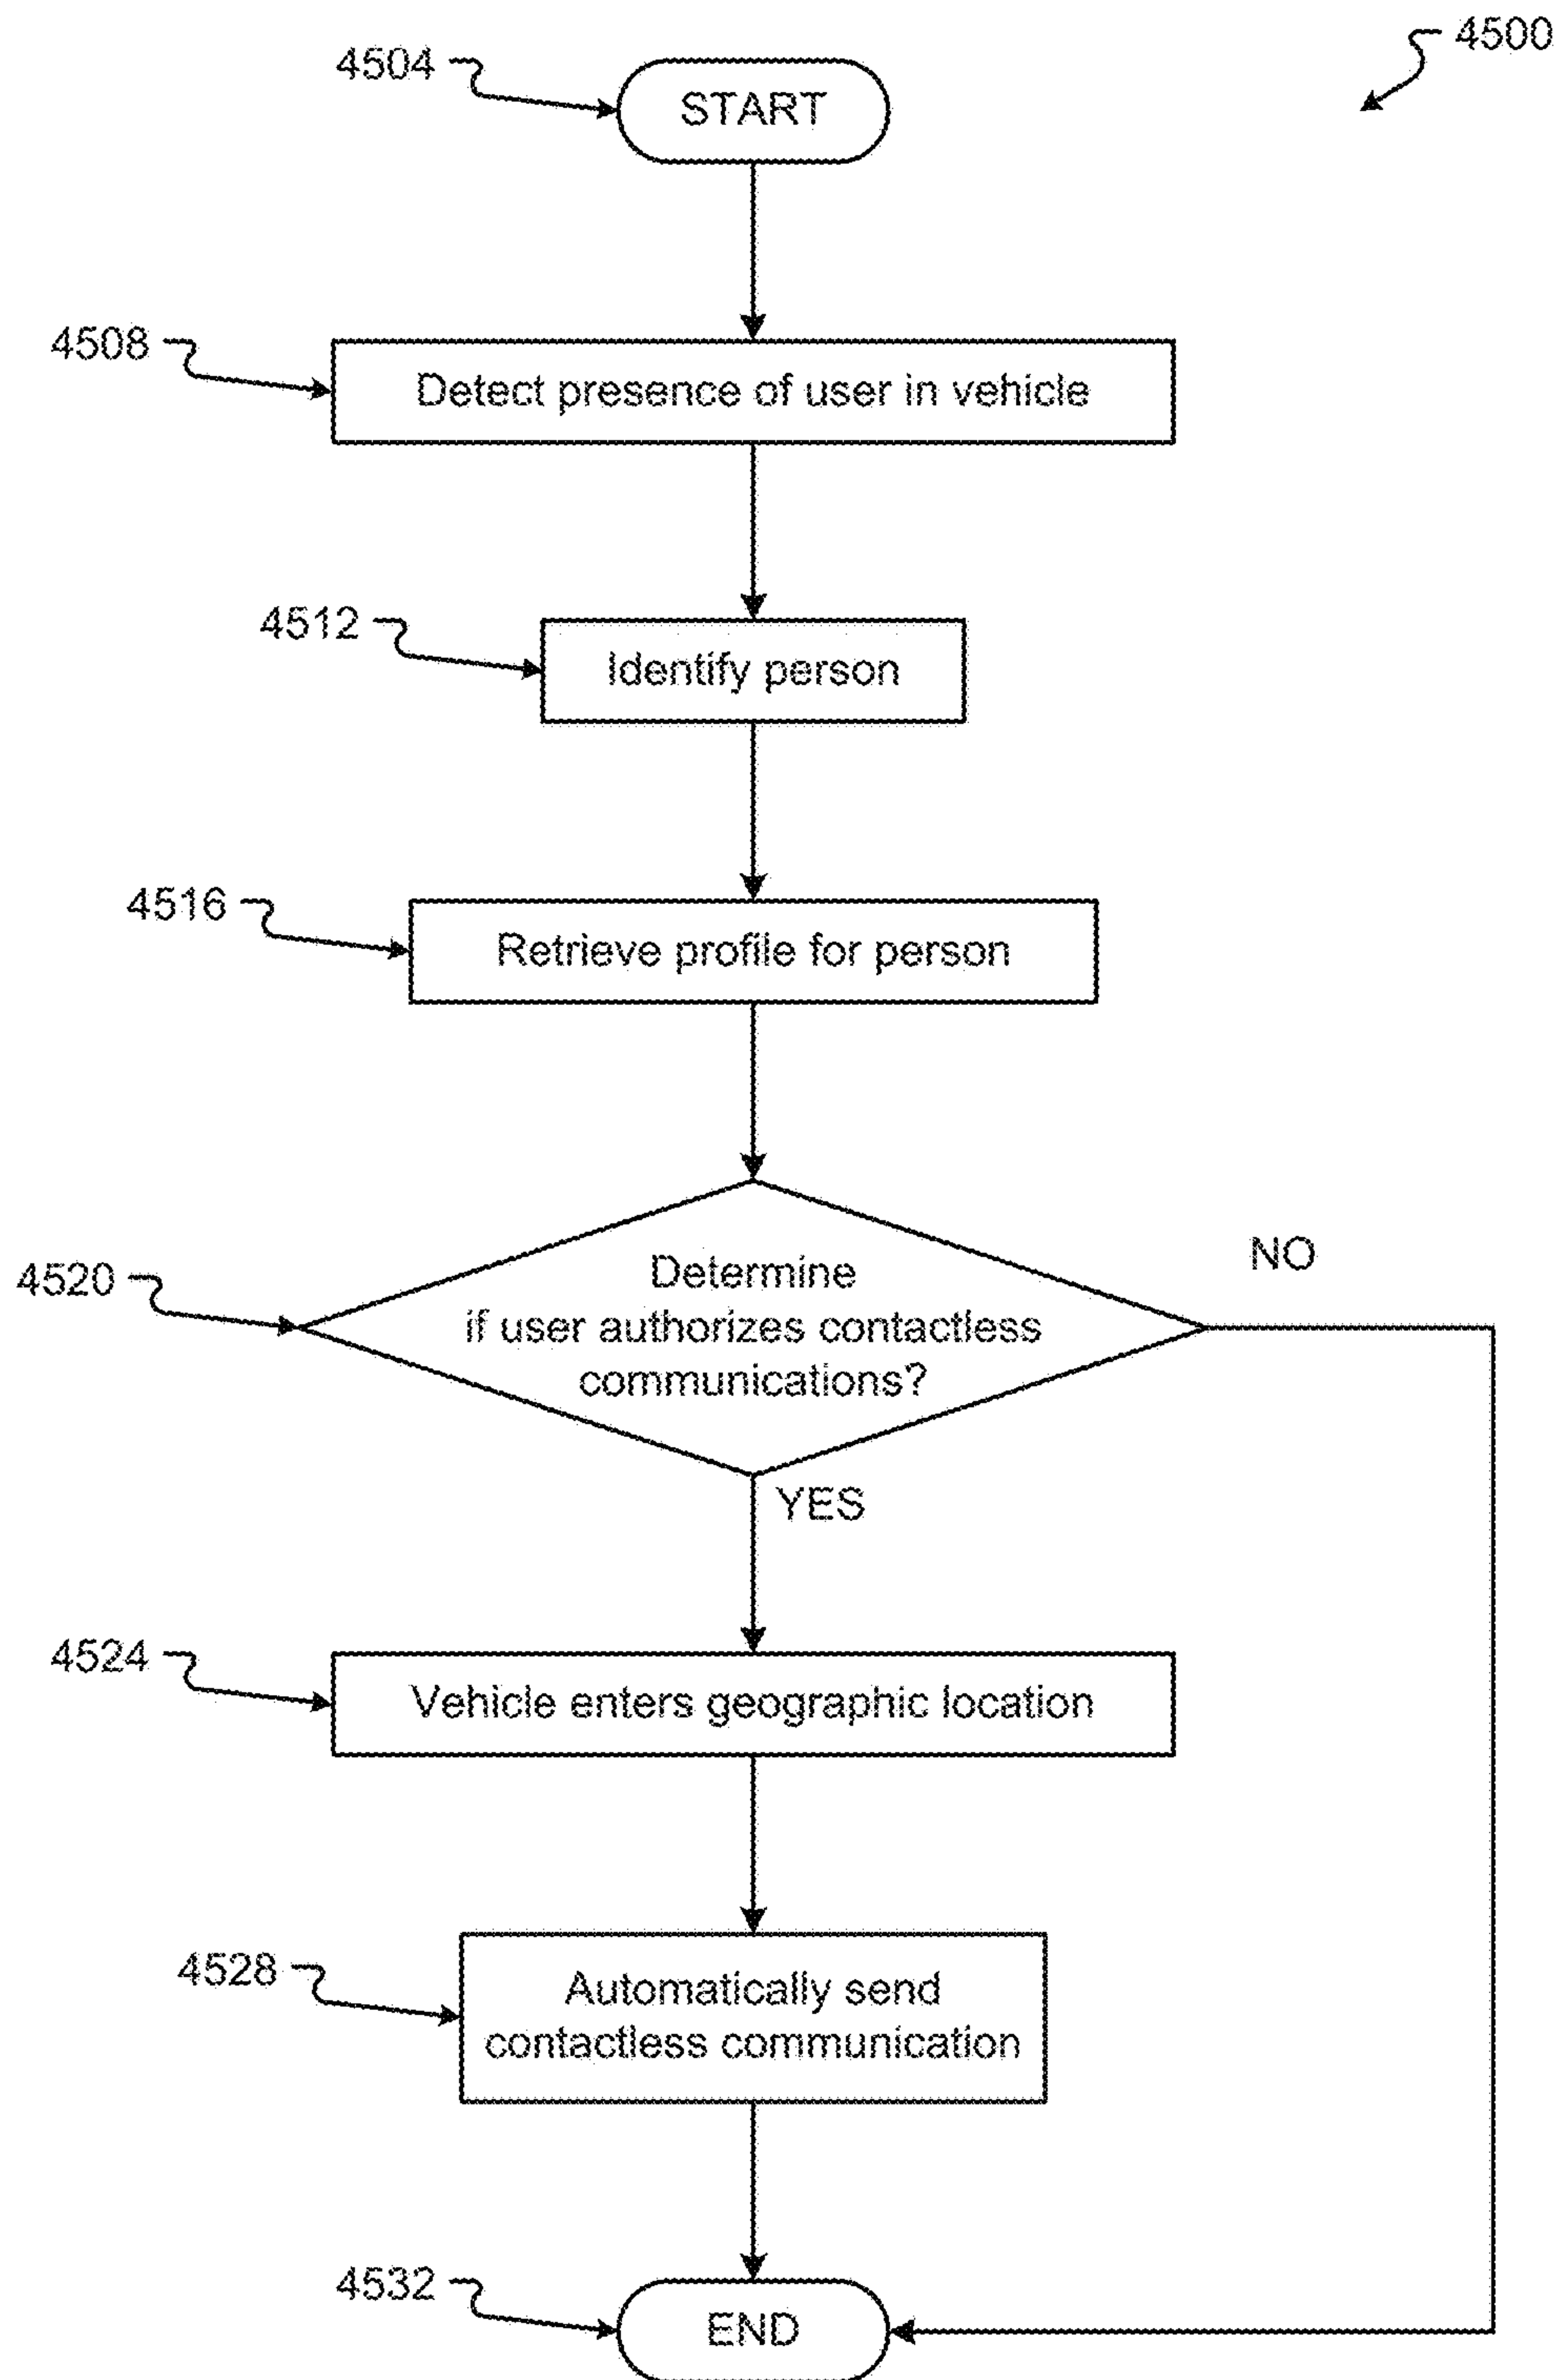 4500
4504
START
4508
Detect presence of user in vehicle
4512
Identify person
4516
Retrieve profile for person
4520
Determine
if user authorizes contactless
communications?
NO
YES
4524
Vehicle enters geographic location
4528
Automatically send
contactless communication
4532
END